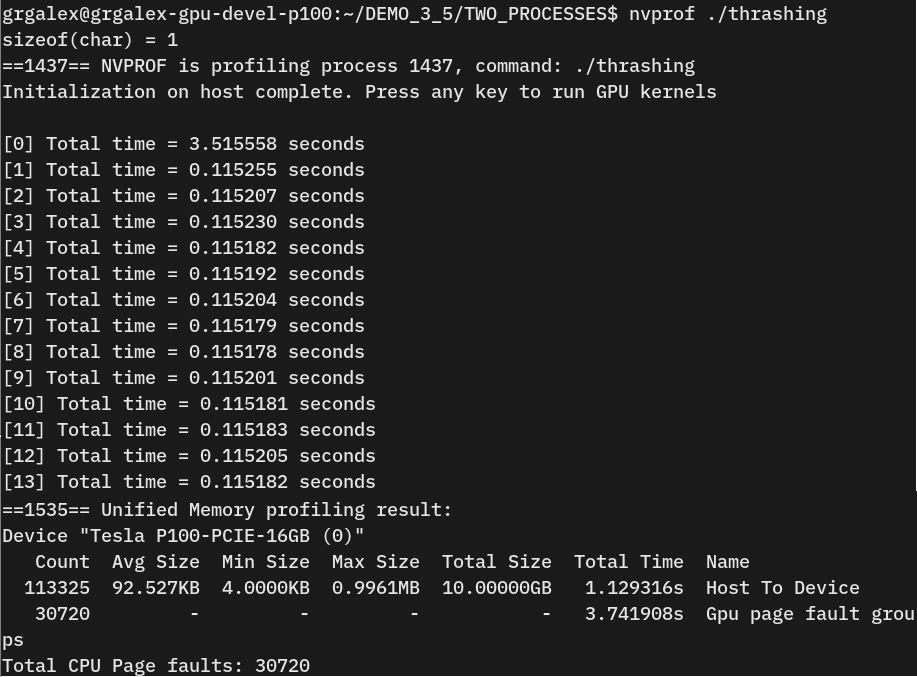 grgalex@grgalex-gpu-devel-p100:~/DEMO_3_5/TWO_PROCESSES$ nvprof ./thrashing
sizeof(char) = 1
==1437== NVPROF is profiling process 1437, command: ./thrashing
Initialization on host complete. Press any key to run GPU kernels

[0] Total time = 3.515558 seconds
[1] Total time = 0.115255 seconds
[2] Total time = 0.115207 seconds
[3] Total time = 0.115230 seconds
[4] Total time = 0.115182 seconds
[5] Total time = 0.115192 seconds
[6] Total time = 0.115204 seconds
[7] Total time = 0.115179 seconds
[8] Total time = 0.115178 seconds
[9] Total time = 0.115201 seconds
[10] Total time = 0.115181 seconds
[11] Total time = 0.115183 seconds
[12] Total time = 0.115205 seconds
[13] Total time = 0.115182 seconds
==1535== Unified Memory profiling result:
Device "Tesla P100-PCIE-16GB (0)"
   Count  Avg Size  Min Size  Max Size  Total Size  Total Time  Name
  113325  92.527KB  4.0000KB  0.9961MB  10.00000GB   1.129316s  Host To Device
   30720         -         -         -           -   3.741908s  Gpu page fault grou
ps
Total CPU Page faults: 30720